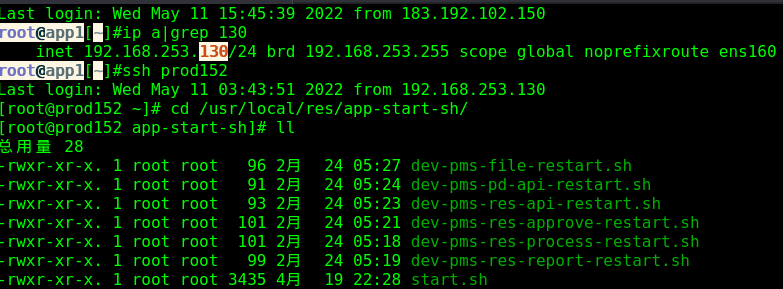 Last login: Wed May 11 15:45:39 2022 from 183.192.102.150
root@app1[~]#ip a|grep 130
    inet 192.168.253.130/24 brd 192.168.253.255 scope global noprefixroute ens160
root@app1[~]#ssh prod152
Last login: Wed May 11 03:43:51 2022 from 192.168.253.130
[root@prod152 ~]# cd /usr/local/res/app-start-sh/
[root@prod152 app-start-sh]# ll
总用量 28
-rwxr-xr-x. 1 root root   96 2月  24 05:27 dev-pms-file-restart.sh
-rwxr-xr-x. 1 root root   91 2月  24 05:24 dev-pms-pd-api-restart.sh
-rwxr-xr-x. 1 root root   93 2月  24 05:23 dev-pms-res-api-restart.sh
-rwxr-xr-x. 1 root root  101 2月  24 05:21 dev-pms-res-approve-restart.sh
-rwxr-xr-x. 1 root root  101 2月  24 05:18 dev-pms-res-process-restart.sh
-rwxr-xr-x. 1 root root   99 2月  24 05:19 dev-pms-res-report-restart.sh
-rwxr-xr-x. 1 root root 3435 4月  19 22:28 start.sh